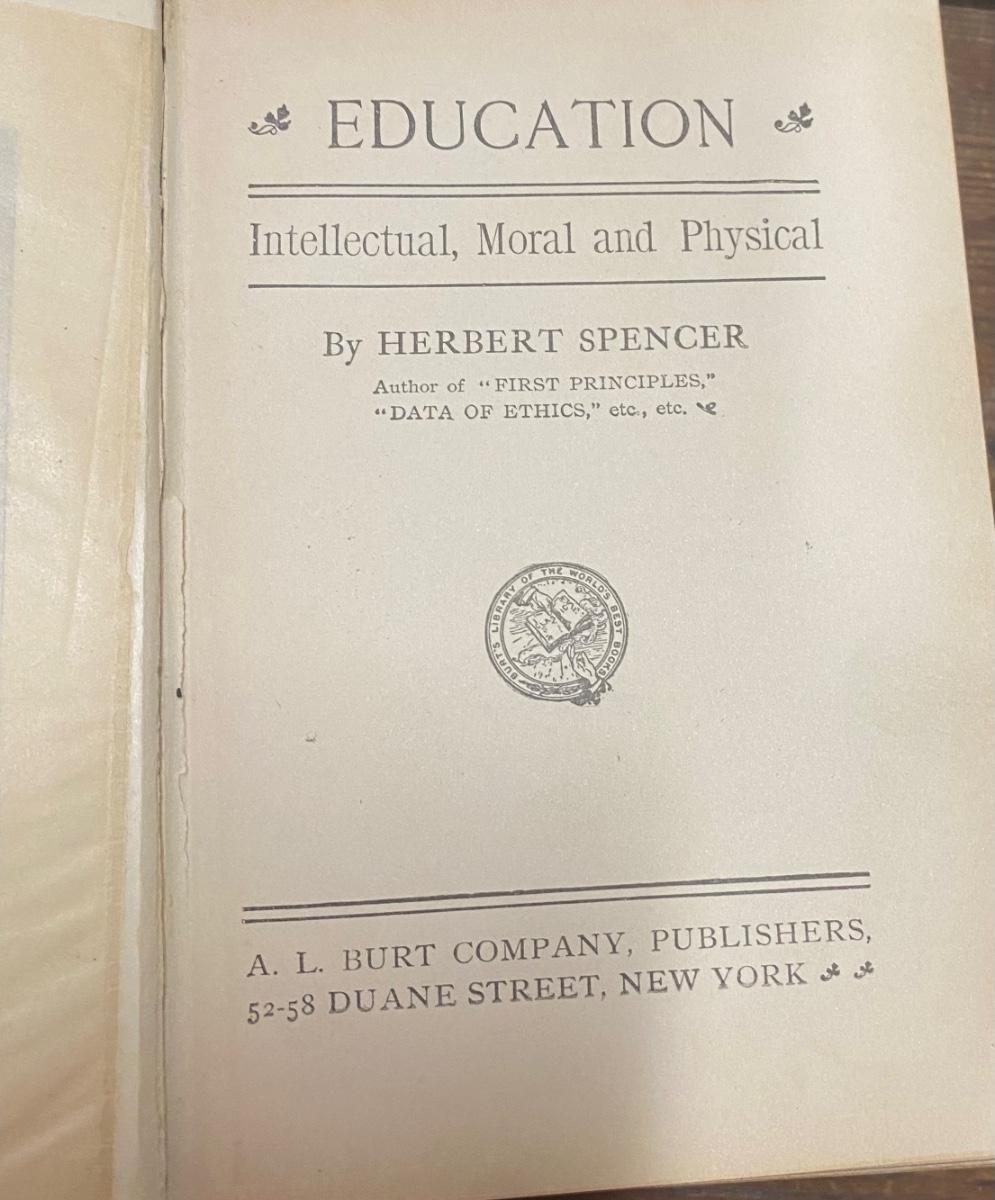 EDUCATION
Intellectual, Moral and Physical
By HERBERT SPENCER
Author of “FIRST PRINCIPLES,”
“DATA OF ETHICS,” etc., etc.
BURT'S LIBRARY OF THE WORLD'S BEST BOOKS
A. L. BURT COMPANY, PUBLISHERS,
52-58 DUANE STREET, NEW YORK